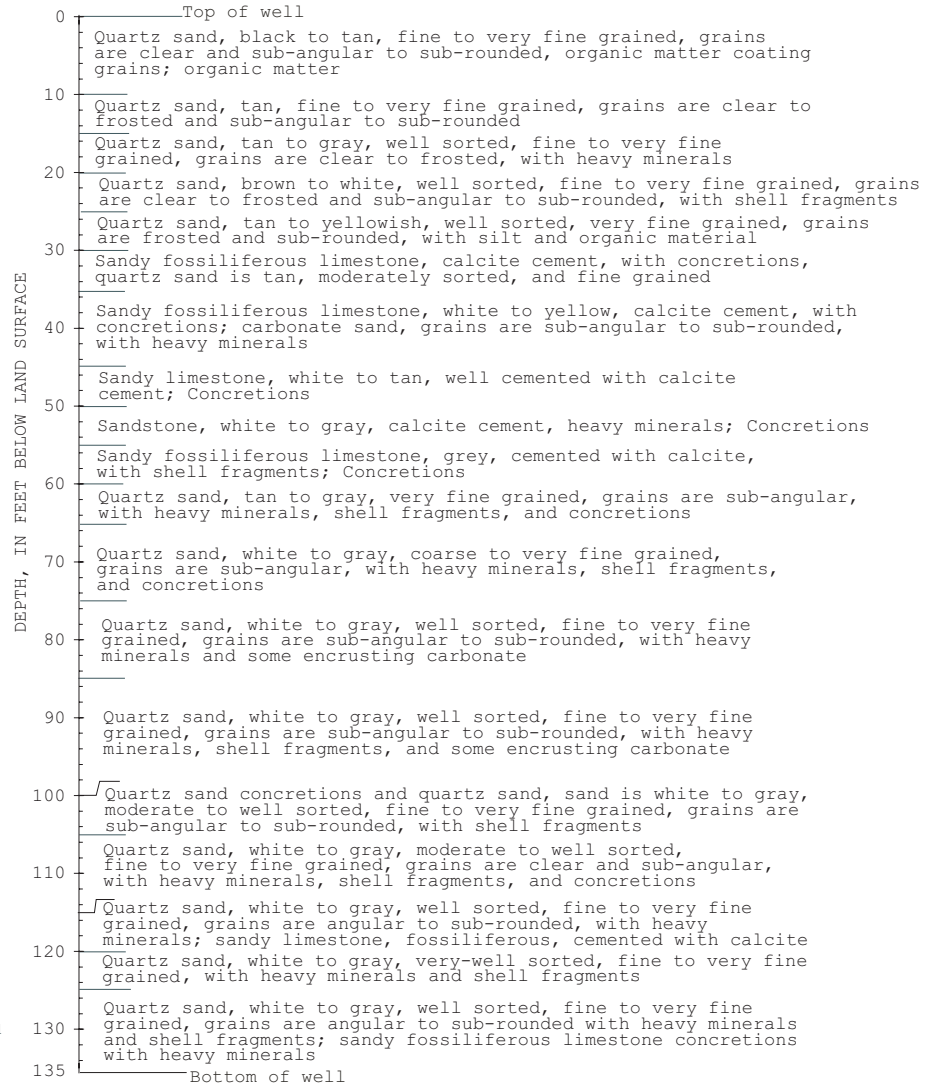 0
Top of well
Quartz sand, black to tan, fine to very fine grained, grains
are clear and sub-angular to sub-rounded, organic matter coating
grains; organic matter
10
Quartz sand, tan, fine to very fine grained, grains are clear to
frosted and sub-angular to sub-rounded
Quartz sand, tan to gray, well sorted, fine to very fine
grained, grains are clear to frosted, with heavy minerals
20
Quartz sand, brown to white, well sorted, fine to very fine grained, grains
are clear to frosted and sub-angular to sub-rounded, with shell fragments
Quartz sand, tan to yellowish, well sorted, very fine grained, grains
are frosted and sub-rounded, with silt and organic material
30
Sandy fossiliferous limestone, calcite cement, with concretions,
quartz sand is tan, moderately sorted, and fine grained
DEPTH, IN FEET BELOW LAND SURFACE
Sandy fossiliferous limestone, white to yellow, calcite cement, with
40
concretions; carbonate sand, grains are sub-angular to sub-rounded,
with heavy minerals
Sandy limestone, white to tan, well cemented with calcite
cement; Concretions
50
Sandstone, white to gray, calcite cement, heavy minerals; Concretions
Sandy fossiliferous limestone, grey, cemented with calcite,
with shell fragments; Concretions
60
Quartz sand, tan to gray, very fine grained, grains are sub-angular,
with heavy minerals, shell fragments, and concretions
Quartz sand, white to gray, coarse to very fine grained,
70
grains are sub-angular, with heavy minerals, shell fragments,
and concretions
Quartz sand, white to gray, well sorted, fine to very fine
80
grained, grains are sub-angular to sub-rounded, with heavy
minerals and some encrusting carbonate
90
Quartz sand, white to gray, well sorted, fine to very fine
grained, grains are sub-angular to sub-rounded, with heavy
minerals, shell fragments, and some encrusting carbonate
100
Quartz sand concretions and quartz sand, sand is white to gray,
moderate to well sorted, fine to very fine grained, grains are
sub-angular to sub-rounded, with shell fragments
Quartz sand, white to gray, moderate to well sorted,
fine to very fine grained, grains are clear and sub-angular,
110
with heavy minerals, shell fragments, and concretions
Quartz sand, white to gray, well sorted, fine to very fine
grained, grains are angular to sub-rounded, with heavy
minerals; sandy limestone, fossiliferous, cemented with calcite
120
Quartz sand, white to gray, very-well sorted, fine to very fine
grained, with heavy minerals and shell fragments
Quartz sand, white to gray, well sorted, fine to very fine
130
grained, grains are angular to sub-rounded with heavy minerals
and shell fragments; sandy fossiliferous limestone concretions
with heavy minerals
135
Bottom of well